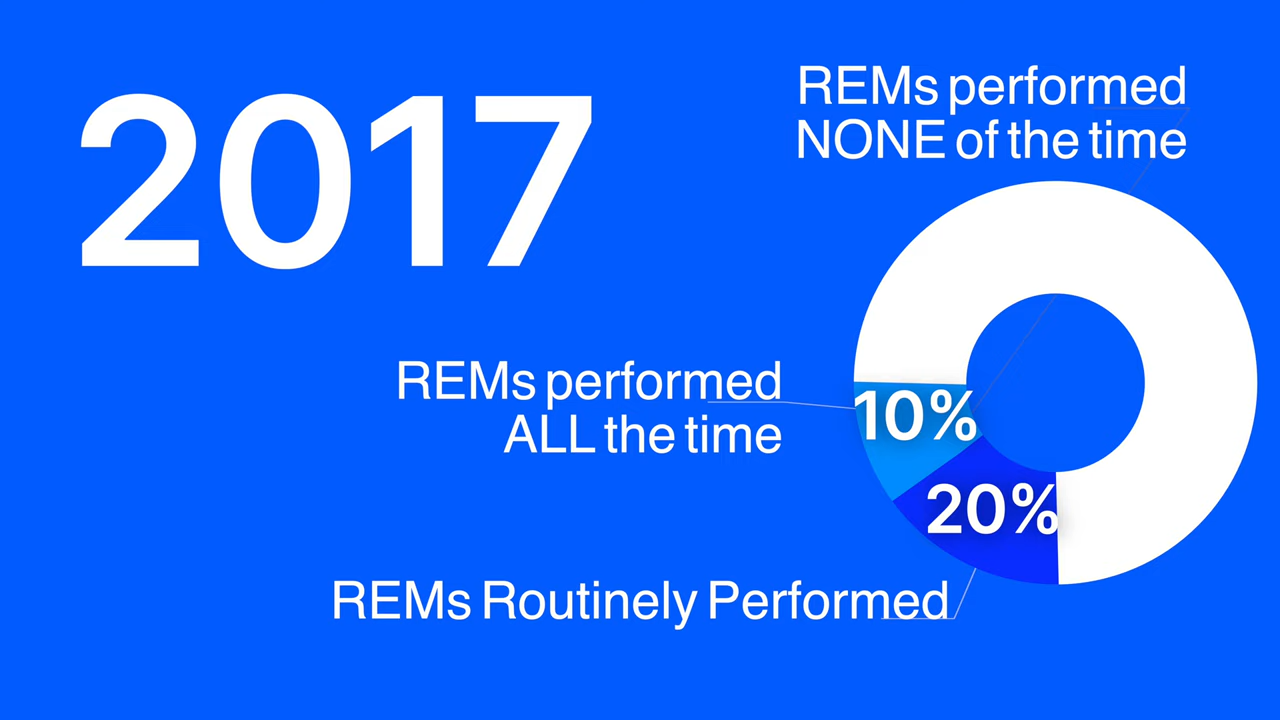 2017
REMs performed
NONE of the time
REMs performed
ALL the time
10%
20%
REMs Routinely Performed